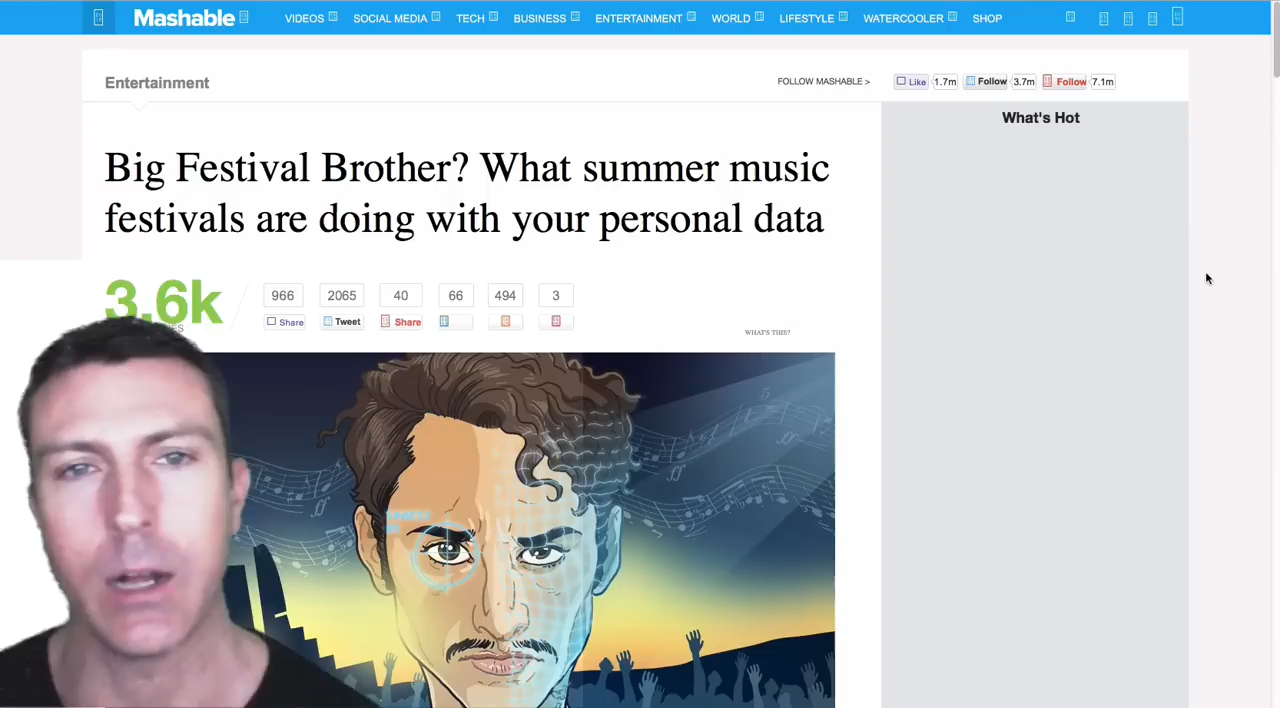 Mashable
VIDEOS SOCIAL MEDIA TECH BUSINESS ENTERTAINMENT WORLD LIFESTYLE WATERCOOLER SHOP
Entertainment
FOLLOW MASHABLE >
Like 1.7m Follow 3.7m Follow 7.1m
What's Hot
Big Festival Brother? What summer music
festivals are doing with your personal data
3.6k
966 2065 40 66 494 3
Share Tweet Share
WHAT'S THIS?